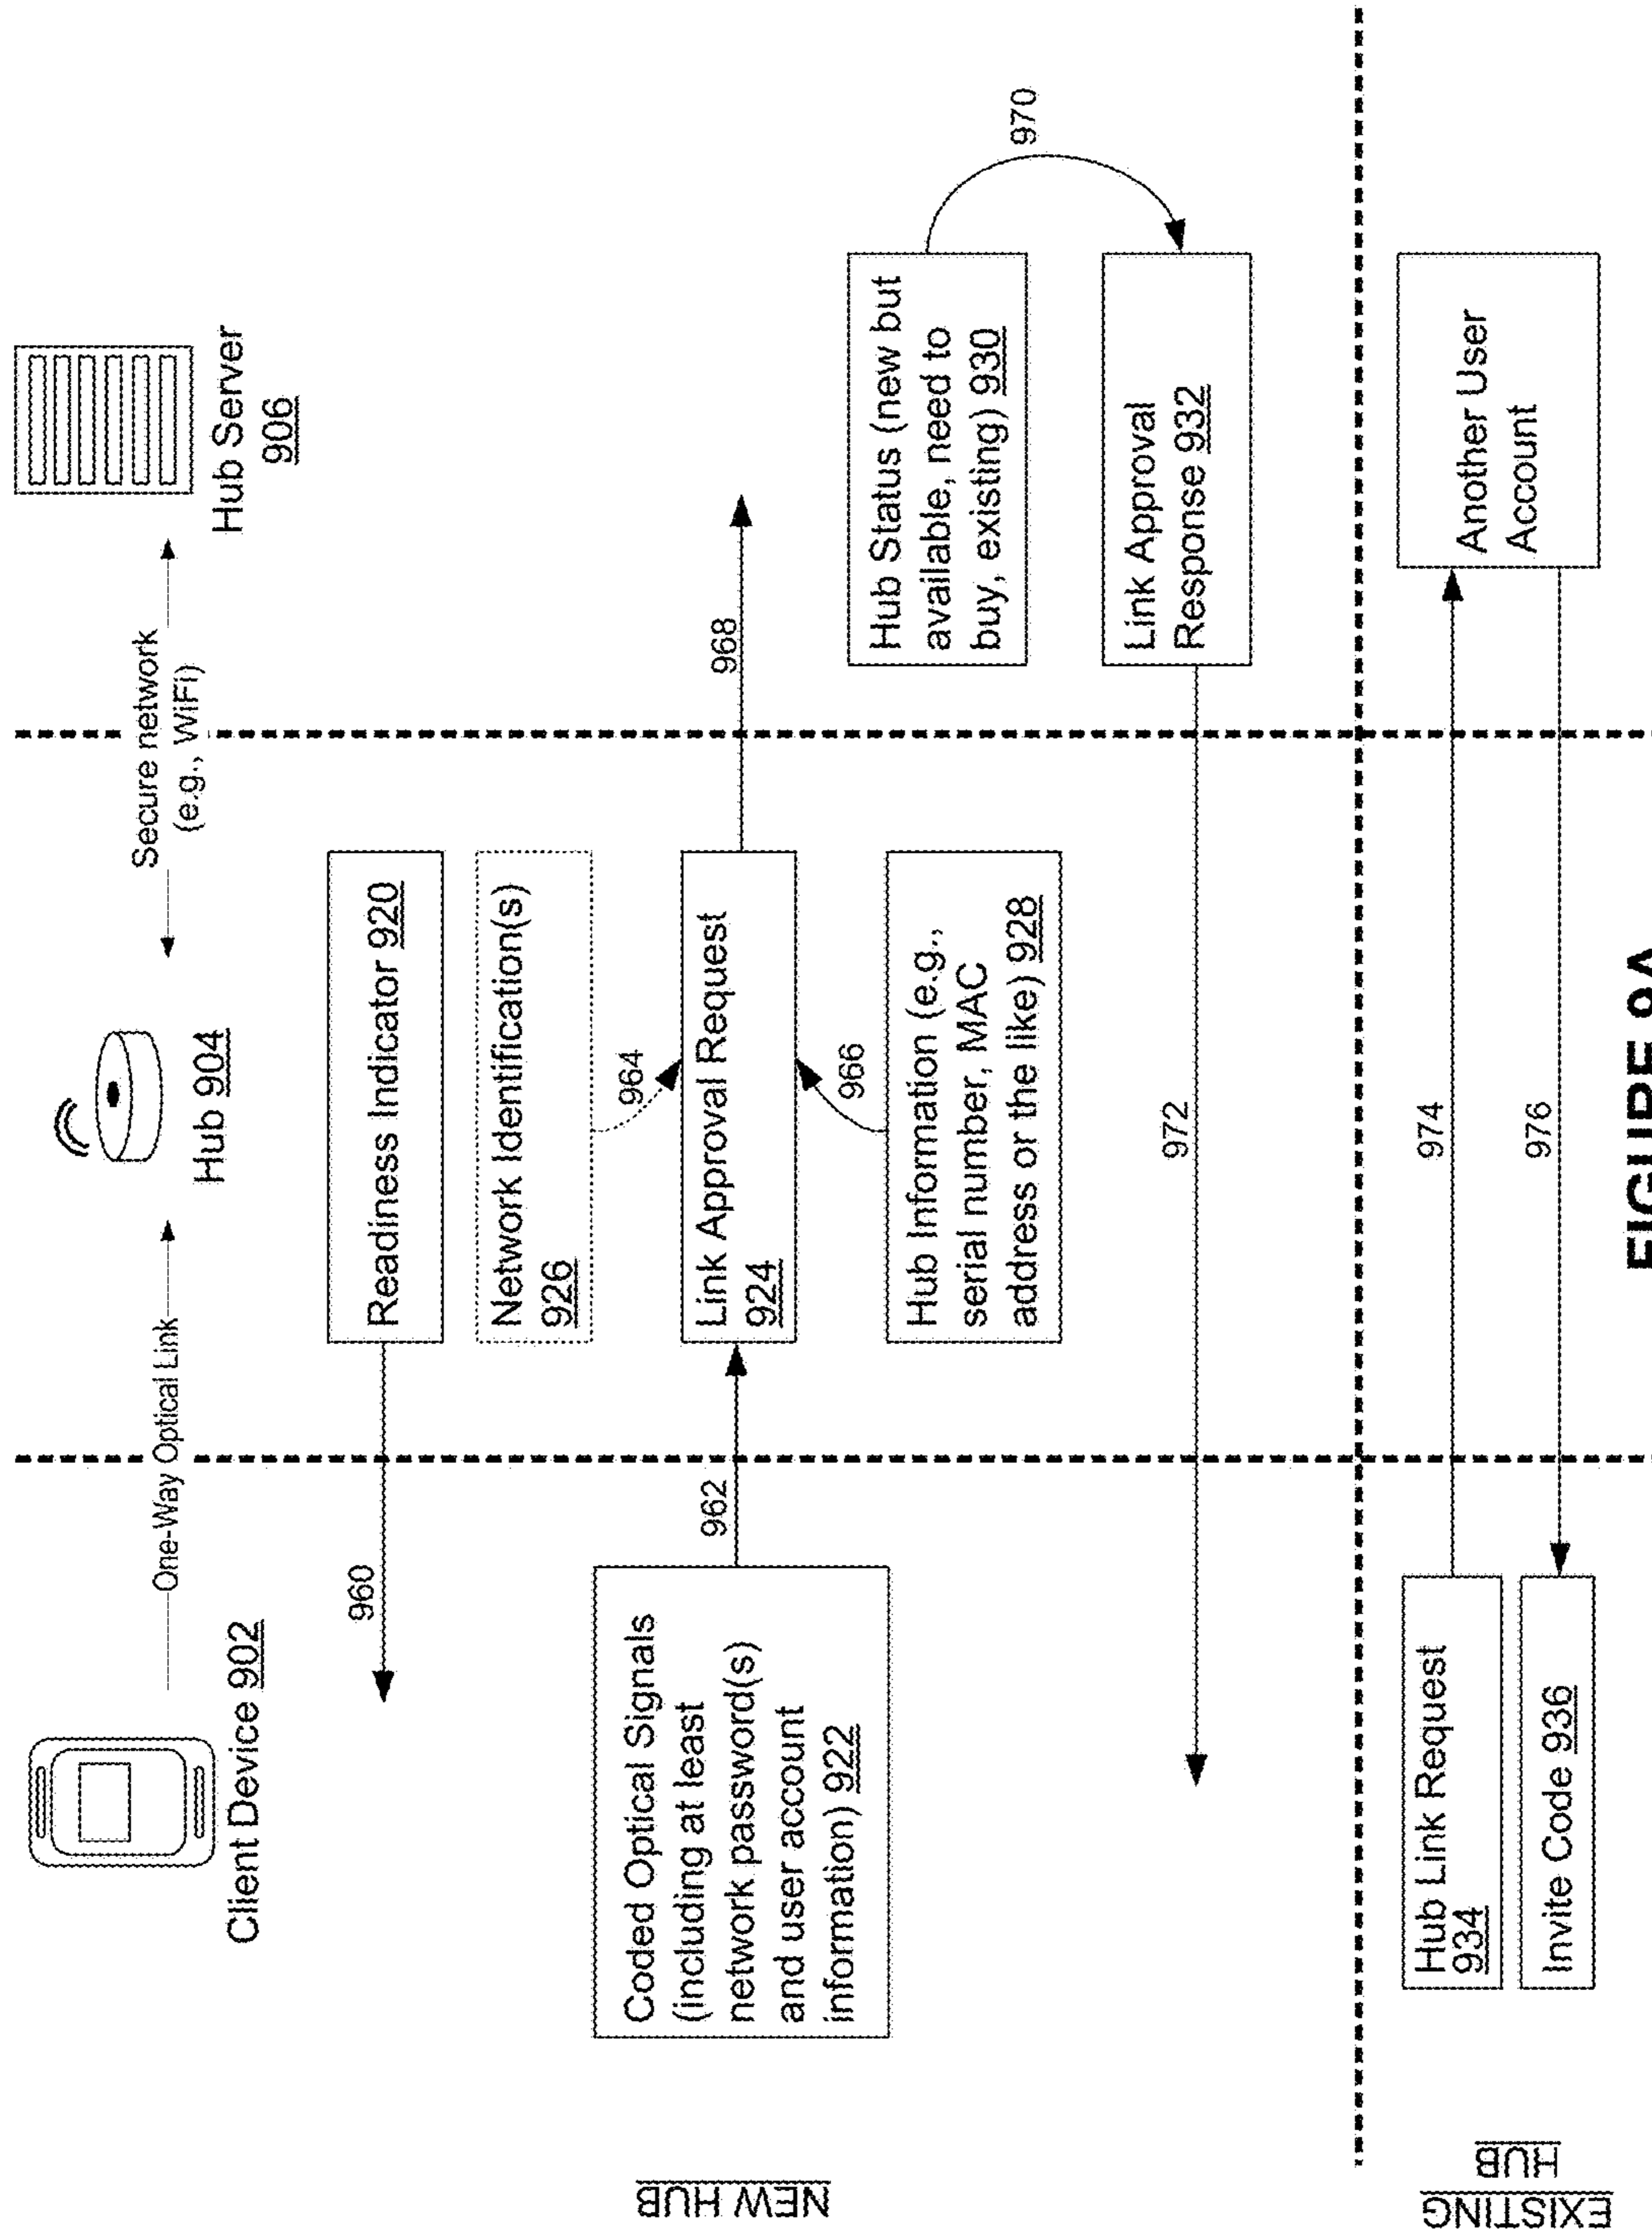 One-Way Optical Link
Secure network
(e.g., WiFi)
Client Device 902
Hub 904
Hub Server
906
NEW HUB
960
Readiness Indicator 920
Network Identification(s)
926
964
Coded Optical Signals
(including at least
network password(s)
and user account
information) 922
962
Link Approval Request
924
968
966
Hub Information (e.g.,
serial number, MAC
address or the like) 928
Hub Status (new but
available, need to
buy, existing) 930
970
Link Approval
Response 932
972
EXISTING
HUB
Hub Link Request
934
974
Another User
Account
Invite Code 936
976
FIGURE 9A